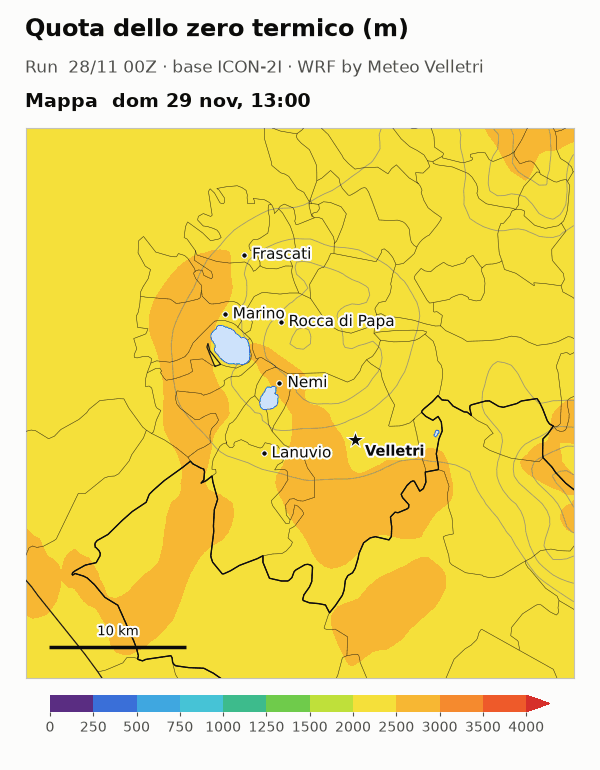 Quota dello zero termico (m)
Run 28/11 00Z · base ICON-2I · WRF by Meteo Velletri
Mappa dom 29 nov, 13:00
Frascati
Marino
Rocca di Papa
Nemi
Velletri
Lanuvio
10 km
0 250 500 750 1000 1250 1500 2000 2500 3000 3500 4000